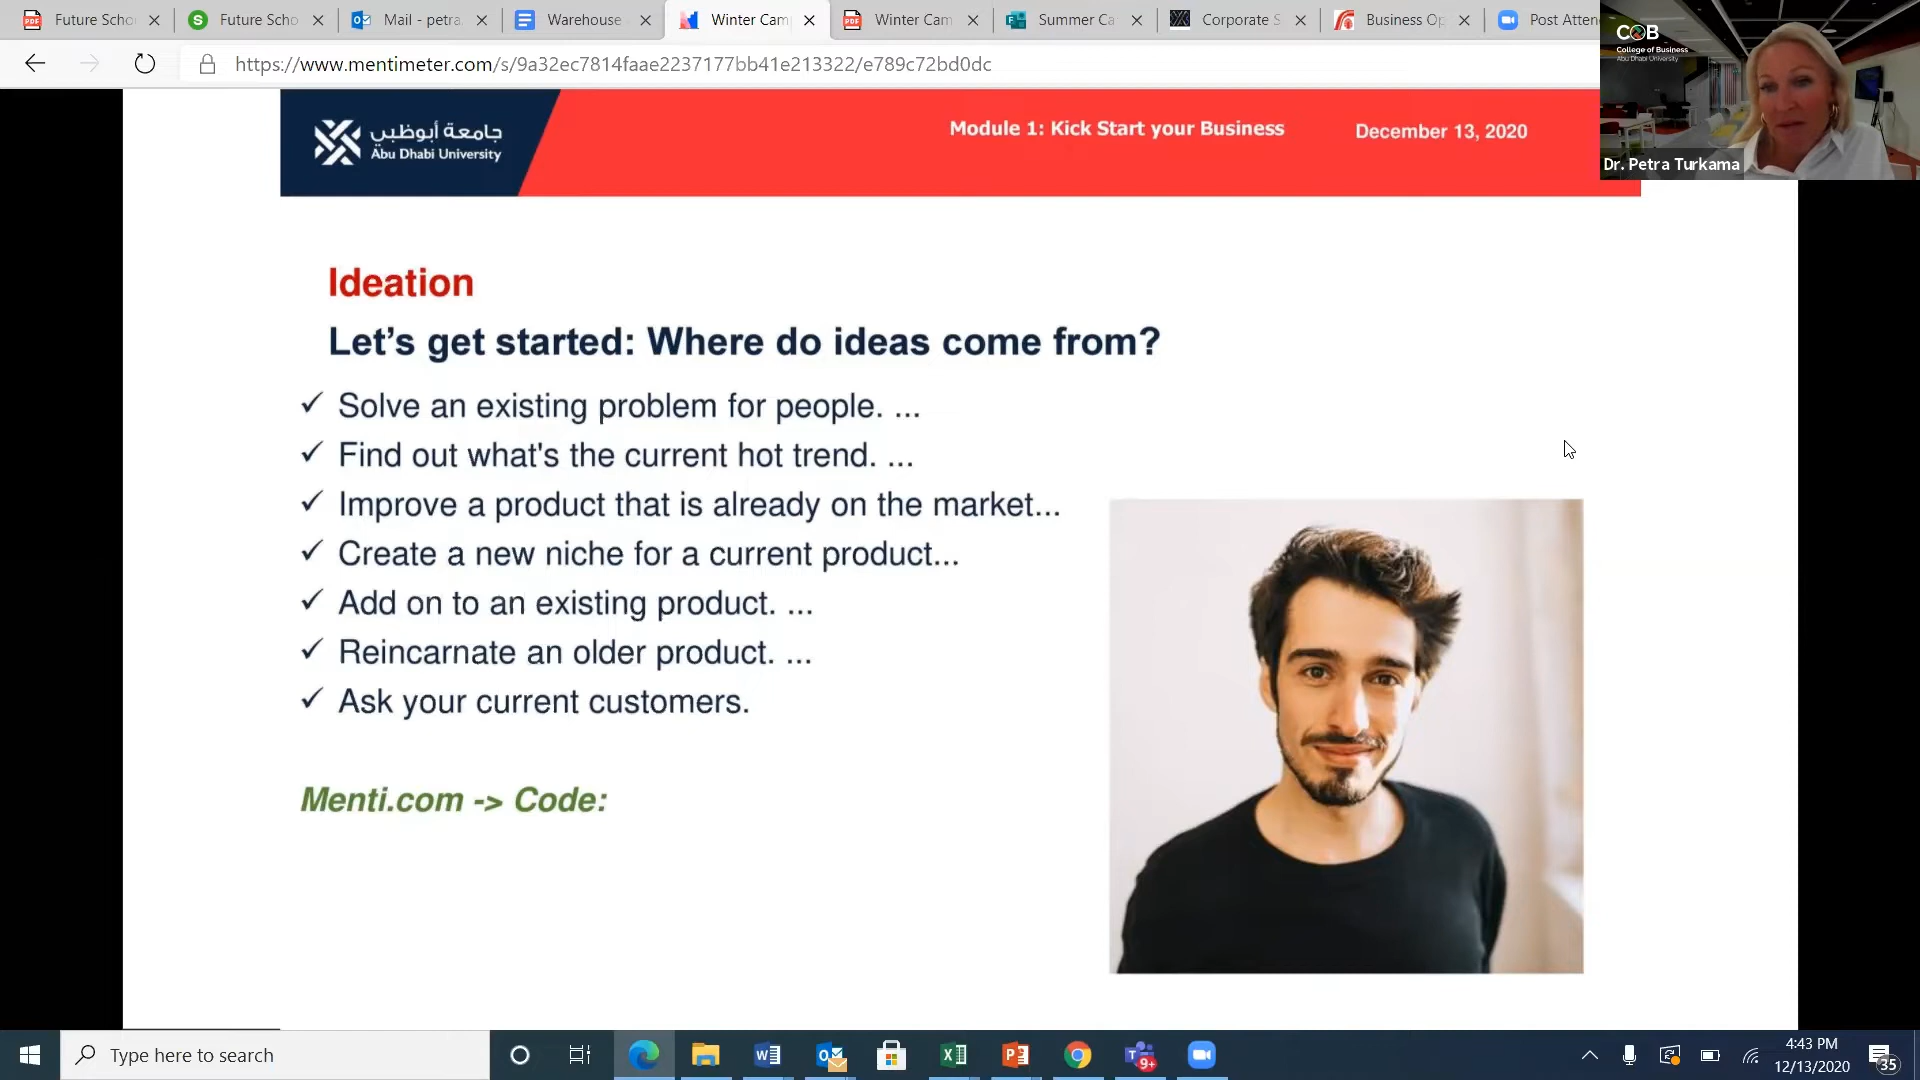 Future Scho
Future Scho
Mail - petra.
Warehouse
Winter Cam
Winter Cam
Summer Ca
Corporate S
Business Op
Post Atten
https://www.mentimeter.com/s/9a32ec7814faae2237177bb41e213322/e789c72bd0dc
COB
College of Business
Abu Dhabi University
Dr. Petra Turkama
جامعة أبوظبي
Abu Dhabi University
Module 1: Kick Start your Business
December 13, 2020
Ideation
Let's get started: Where do ideas come from?
✓ Solve an existing problem for people. ...
✓ Find out what's the current hot trend. ...
✓ Improve a product that is already on the market...
✓ Create a new niche for a current product...
✓ Add on to an existing product. ...
✓ Reincarnate an older product. ...
✓ Ask your current customers.
Menti.com -> Code:
Type here to search
9+
4:43 PM
12/13/2020
35